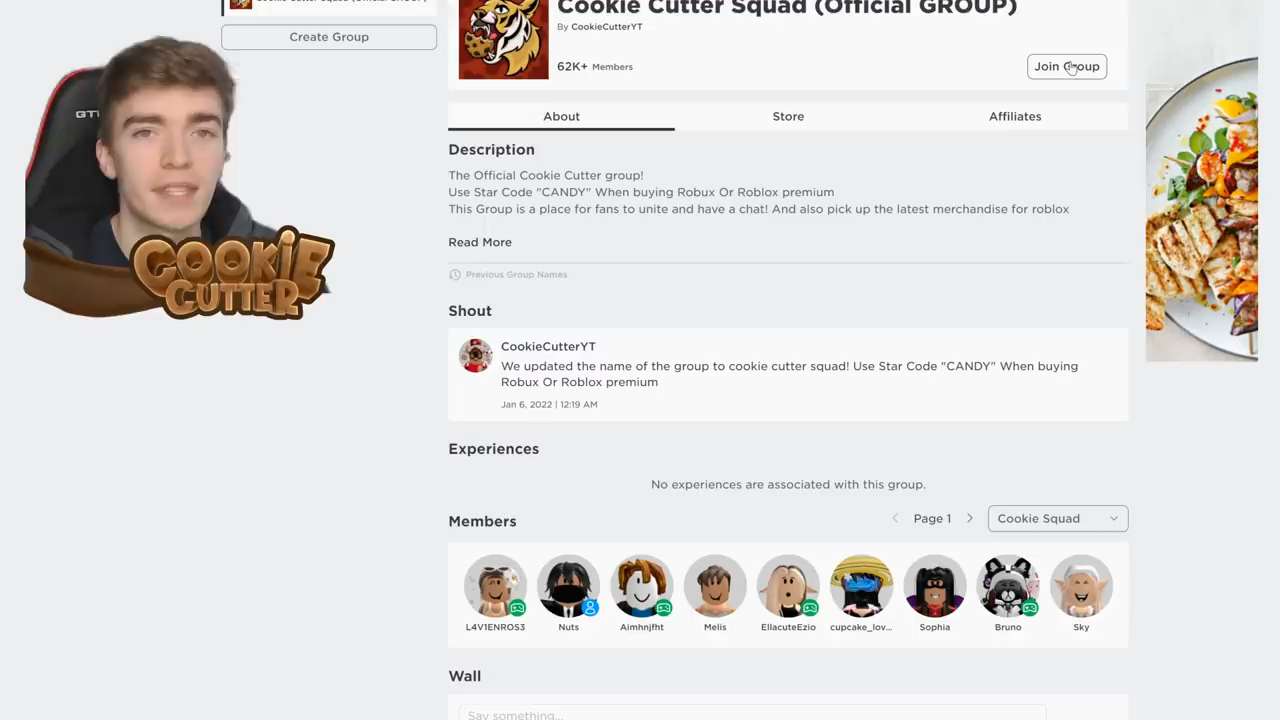 Cookie Cutter Squad (Official GROUP)
Create Group
Cookie Cutter Squad (Official GROUP)
By CookieCutterYT
62K+ Members
Join Group
About
Store
Affiliates
Description
The Official Cookie Cutter group!
Use Star Code "CANDY" When buying Robux Or Roblox premium
This Group is a place for fans to unite and have a chat! And also pick up the latest merchandise for roblox
Read More
Previous Group Names
Shout
CookieCutterYT
We updated the name of the group to cookie cutter squad! Use Star Code "CANDY" When buying
Robux Or Roblox premium
Jan 6, 2022 | 12:19 AM
Experiences
No experiences are associated with this group.
Members
Page 1
Cookie Squad
L4V1ENROS3
Nuts
Aimhnjfht
Melis
EllacuteEzio
cupcake_lov...
Sophia
Bruno
Sky
Wall
Say something...
COOKIE
CUTTER